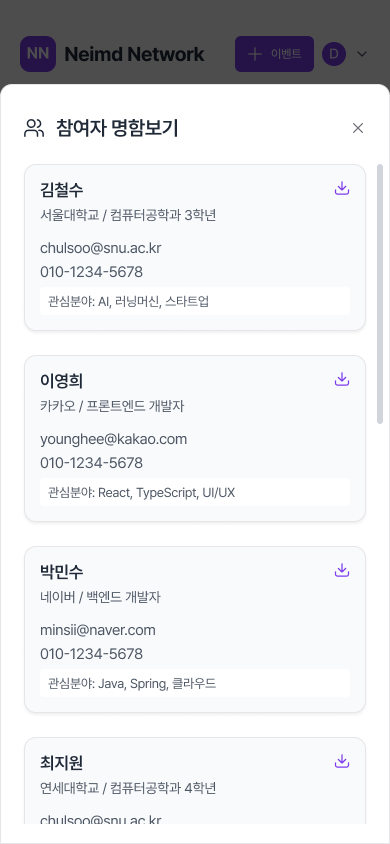 NN Neimd Network 이벤트 D
참여자 명함보기
김철수
서울대학교 / 컴퓨터공학과 3학년
chulsoo@snu.ac.kr
010-1234-5678
관심분야: AI, 러닝머신, 스타트업
이영희
카카오 / 프론트엔드 개발자
younghee@kakao.com
010-1234-5678
관심분야: React, TypeScript, UI/UX
박민수
네이버 / 백엔드 개발자
minsii@naver.com
010-1234-5678
관심분야: Java, Spring, 클라우드
최지원
연세대학교 / 컴퓨터공학과 4학년
chulsoo@snu.ac.kr